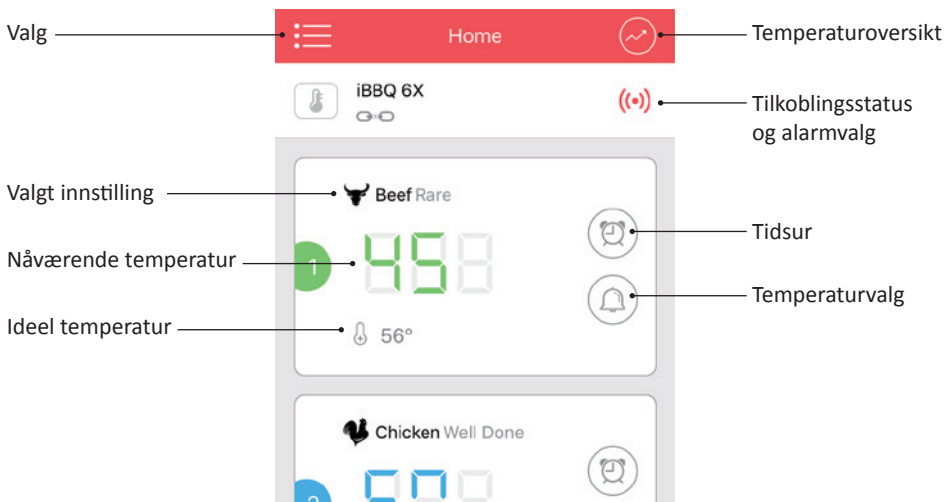 Valg
Home
Temperaturoversikt
iBBQ 6X
Tilkoblingsstatus
og alarmvalg
Valgt innstilling
Beef Rare
Tidsur
Nåværende temperatur
1
45
Temperaturvalg
Ideel temperatur
56°
Chicken Well Done